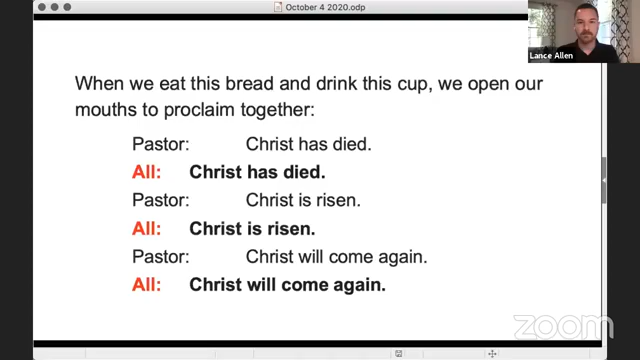 October 4 2020.odp
Lance Allen
When we eat this bread and drink this cup, we open our
mouths to proclaim together:
Pastor: Christ has died.
All: Christ has died.
Pastor: Christ is risen.
All: Christ is risen.
Pastor: Christ will come again.
All: Christ will come again.
zoom